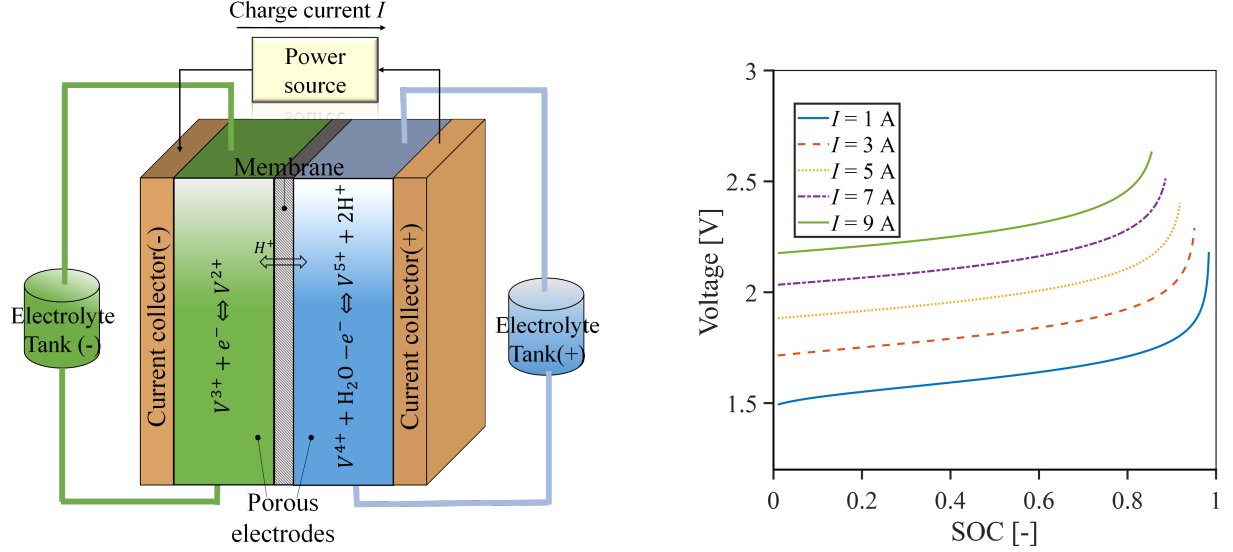 Charge current I
Power
source
Membrane
H⁺
Current collector(-)
V³⁺ + e⁻ ⇔ V²⁺
V⁴⁺ + H₂O − e⁻ ⇔ V⁵⁺ + 2H⁺
Current collector(+)
Electrolyte
Tank (-)
Electrolyte
Tank(+)
Porous
electrodes
3
2.5
2
1.5
Voltage [V]
I = 1 A
I = 3 A
I = 5 A
I = 7 A
I = 9 A
0
0.2
0.4
0.6
0.8
1
SOC [-]